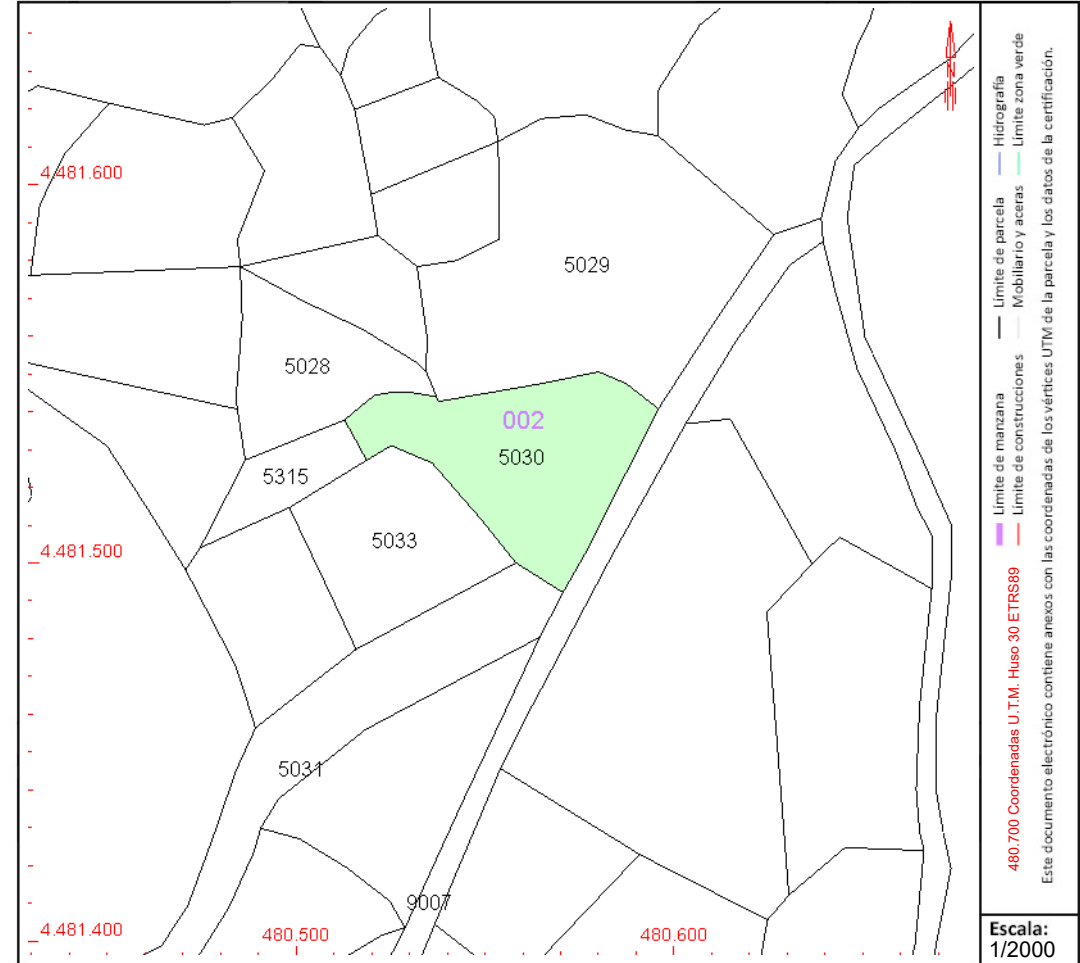 4.481.600
5029
5028
002
5030
5315
5033
4.481.500
5031
9007
4.481.400
480.500
480.600
Hidrografía
Límite zona verde
Límite de parcela
Mobiliario y aceras
Límite de manzana
Límite de construcciones
480.700 Coordenadas U.T.M. Huso 30 ETRS89
Este documento electrónico contiene anexos con las coordenadas de los vértices UTM de la parcela y los datos de la certificación.
Escala:
1/2000